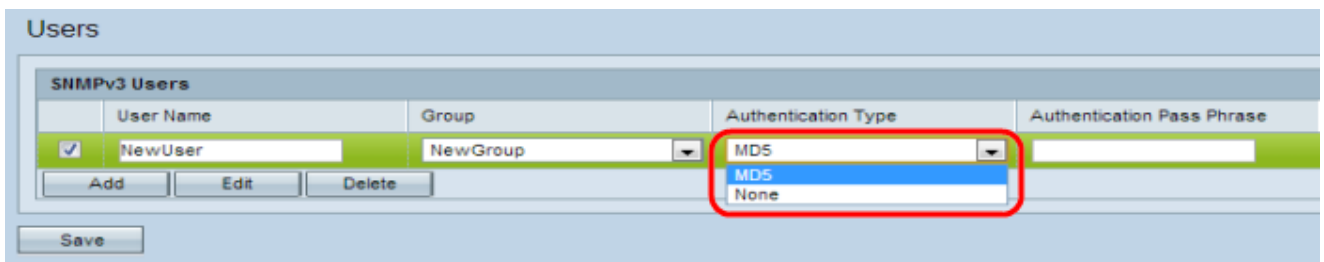 Users
SNMPv3 Users
User Name Group Authentication Type Authentication Pass Phrase
NewUser NewGroup MD5
MD5
None
Add Edit Delete
Save